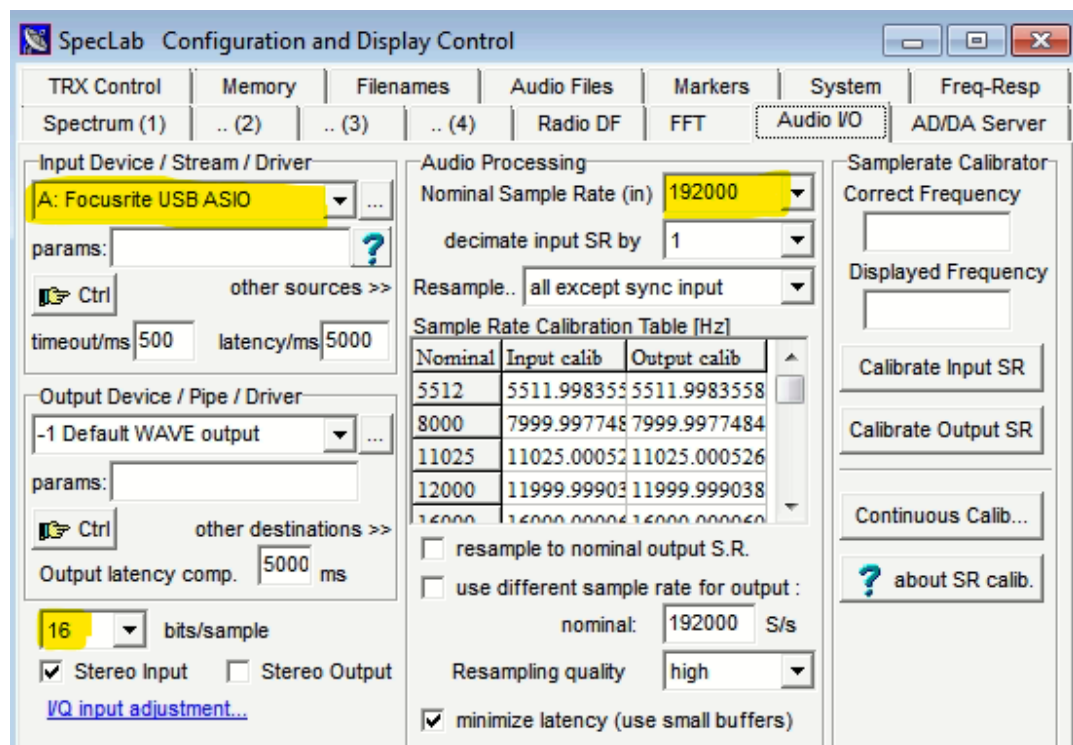 SpecLab Configuration and Display Control
TRX Control Memory Filenames Audio Files Markers System Freq-Resp
Spectrum (1) .. (2) .. (3) .. (4) Radio DF FFT Audio I/O AD/DA Server
Input Device / Stream / Driver
A: Focusrite USB ASIO ...
params: ?
Ctrl other sources >>
timeout/ms 500 latency/ms 5000
Output Device / Pipe / Driver
-1 Default WAVE output ...
params:
Ctrl other destinations >>
Output latency comp. 5000 ms
16 bits/sample
Stereo Input Stereo Output
I/Q input adjustment...
Audio Processing
Nominal Sample Rate (in) 192000
decimate input SR by 1
Resample.. all except sync input
Sample Rate Calibration Table [Hz]
Nominal Input calib Output calib
5512 5511.998355 5511.9983558
8000 7999.997748 7999.9977484
11025 11025.00052 11025.000526
12000 11999.99903 11999.999038
16000 16000.00006 16000.000060
resample to nominal output S.R.
use different sample rate for output :
nominal: 192000 S/s
Resampling quality high
minimize latency (use small buffers)
Samplerate Calibrator
Correct Frequency
Displayed Frequency
Calibrate Input SR
Calibrate Output SR
Continuous Calib...
? about SR calib.